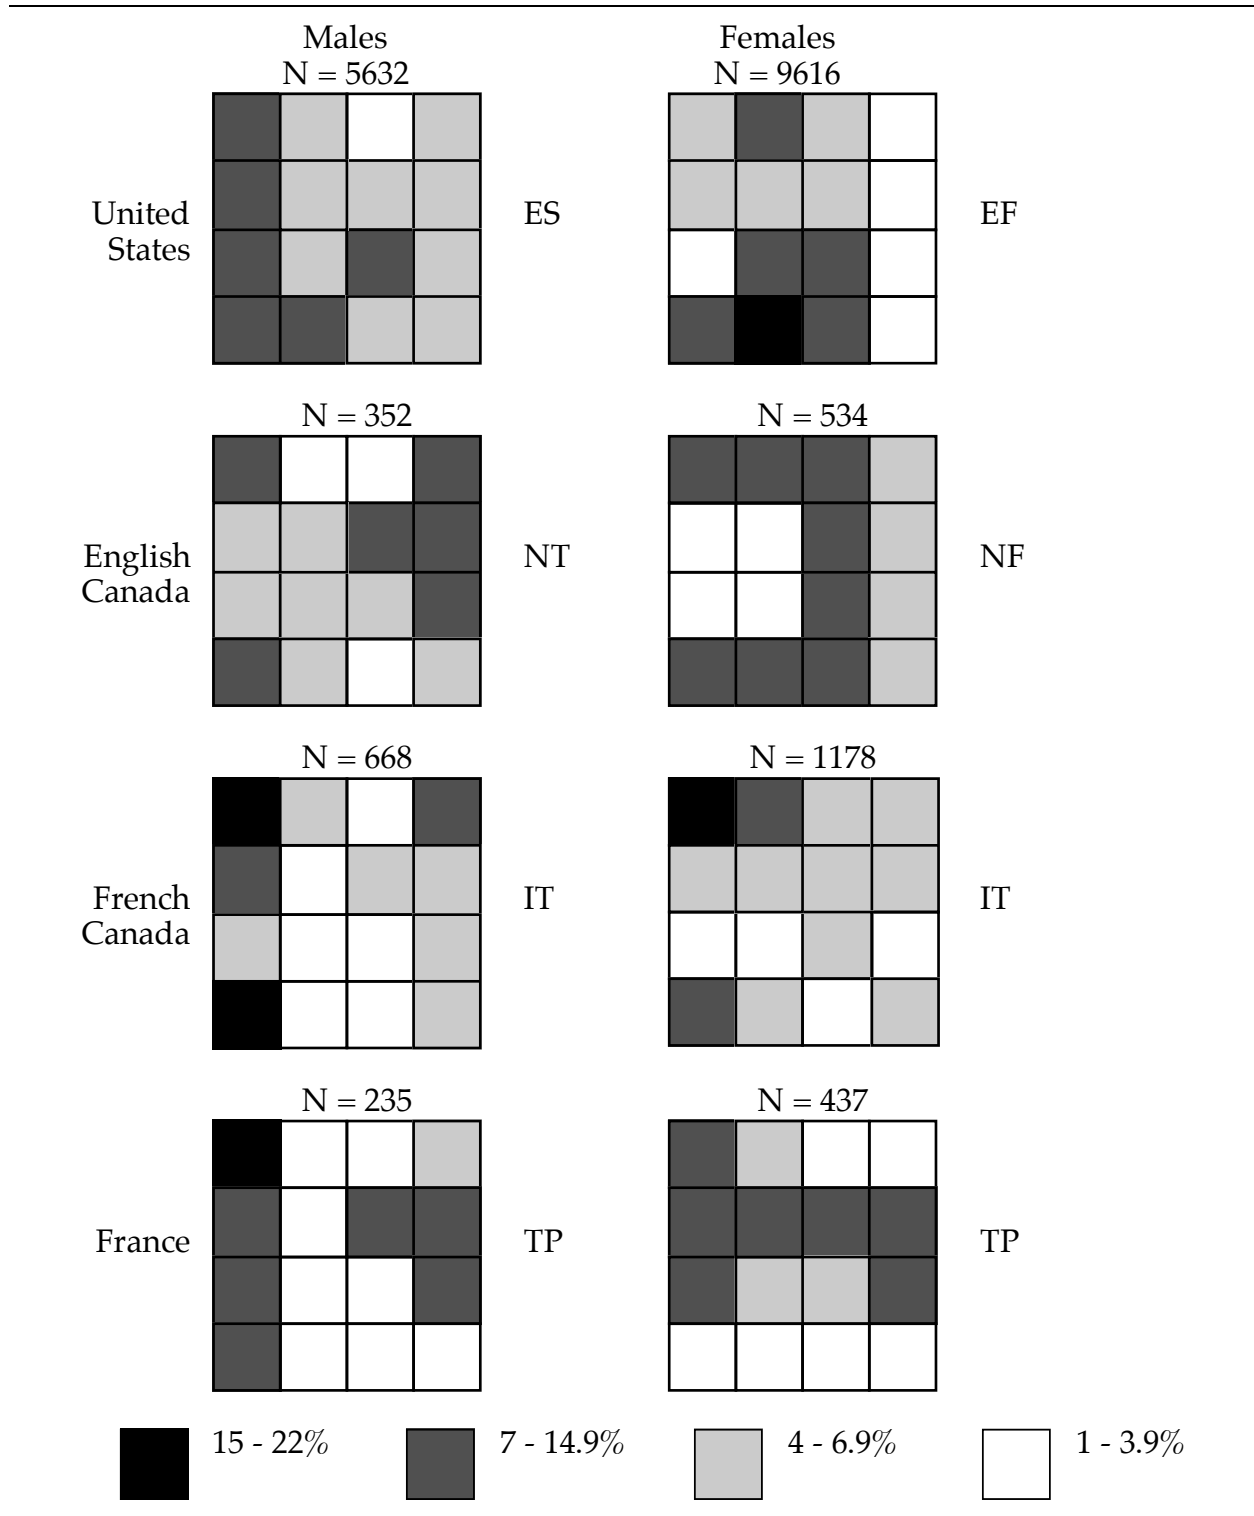 Males
N = 5632
Females
N = 9616
United
States
ES
EF
N = 352
N = 534
English
Canada
NT
NF
N = 668
N = 1178
French
Canada
IT
IT
N = 235
N = 437
France
TP
TP
15 - 22%
7 - 14.9%
4 - 6.9%
1 - 3.9%